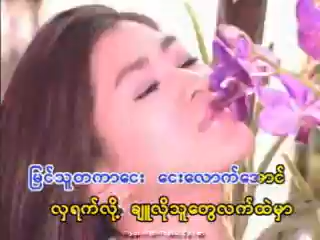 မြင်သူတကာငေး ငေးလောက်အောင်
လှရက်လို့ ချူလိုသူတွေလက်ထဲမှာ